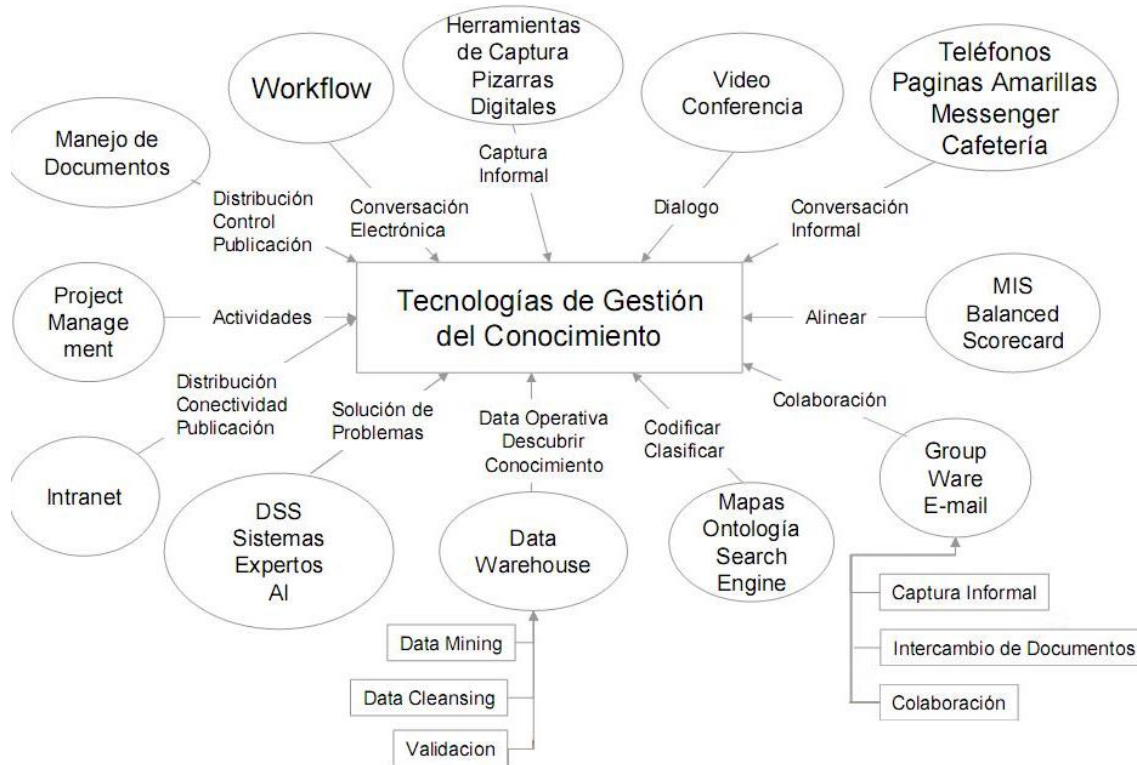 Herramientas
de Captura
Pizarras
Digitales
Workflow
Video
Conferencia
Teléfonos
Paginas Amarillas
Messenger
Cafetería
Manejo de
Documentos
Captura
Informal
Distribución
Control
Publicación
Conversación
Electrónica
Dialogo
Conversación
Informal
Project
Manage
ment
Actividades
Tecnologías de Gestión
del Conocimiento
Alinear
MIS
Balanced
Scorecard
Distribución
Conectividad
Publicación
Solución de
Problemas
Data Operativa
Descubrir
Conocimiento
Codificar
Clasificar
Colaboración
Intranet
DSS
Sistemas
Expertos
AI
Data
Warehouse
Mapas
Ontología
Search
Engine
Group
Ware
E-mail
Data Mining
Data Cleansing
Validacion
Captura Informal
Intercambio de Documentos
Colaboración